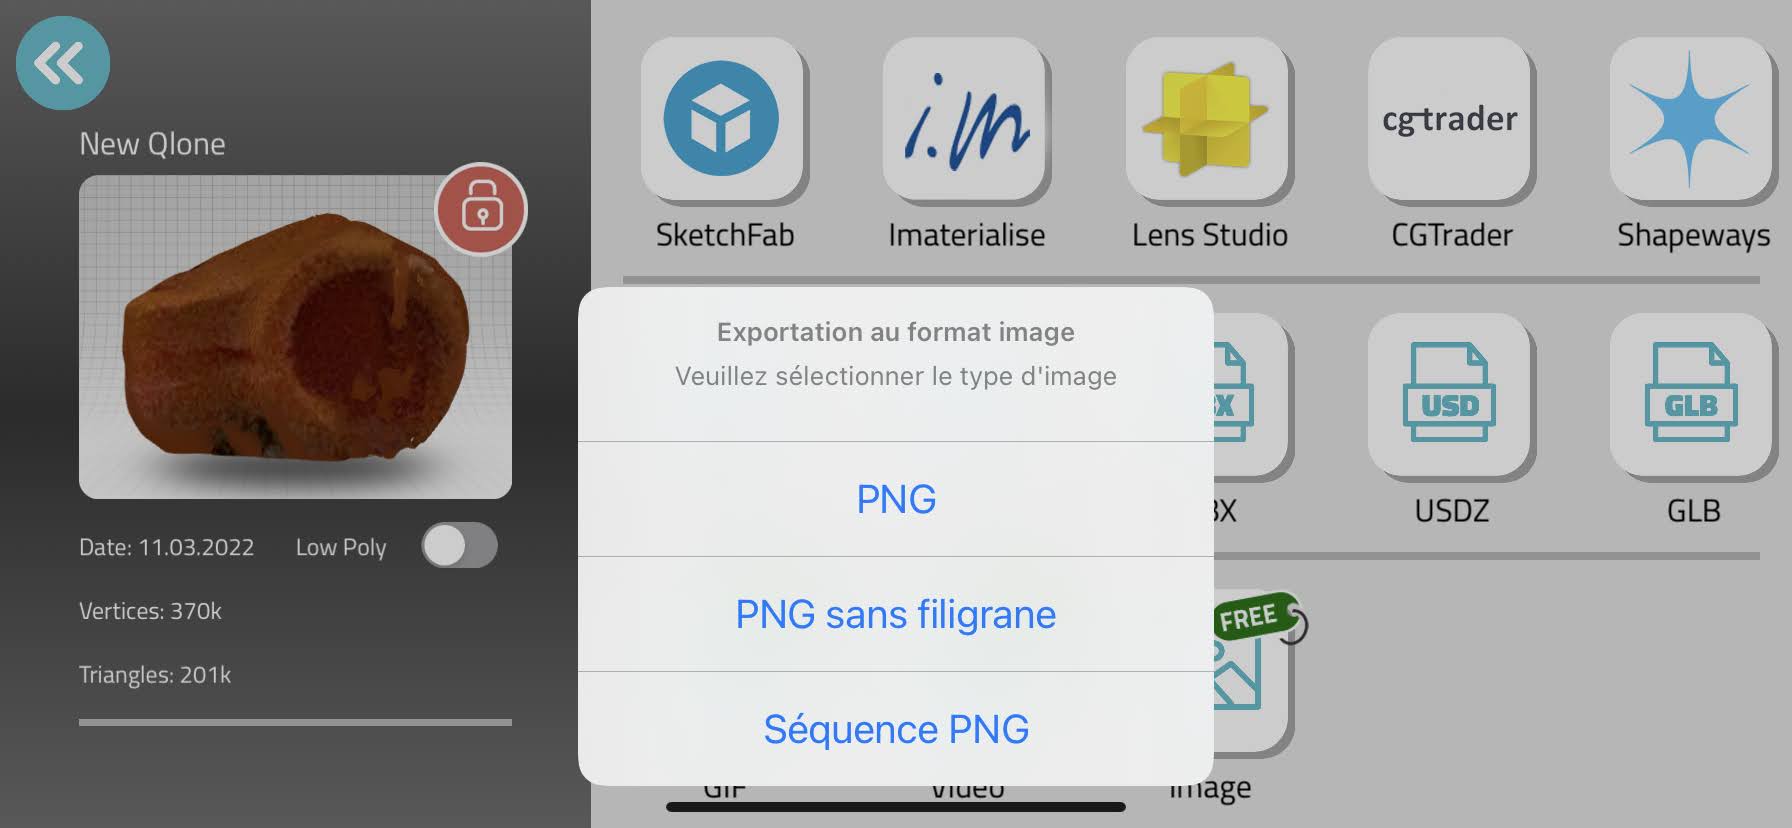 New Qlone
Date: 11.03.2022
Low Poly
Vertices: 370k
Triangles: 201k
i.m
cgtrader
SketchFab
Imaterialise
Lens Studio
CGTrader
Shapeways
Exportation au format image
Veuillez sélectionner le type d'image
PNG
PNG sans filigrane
Séquence PNG
USD
GLB
USDZ
GLB
FREE
GIF
Video
Image